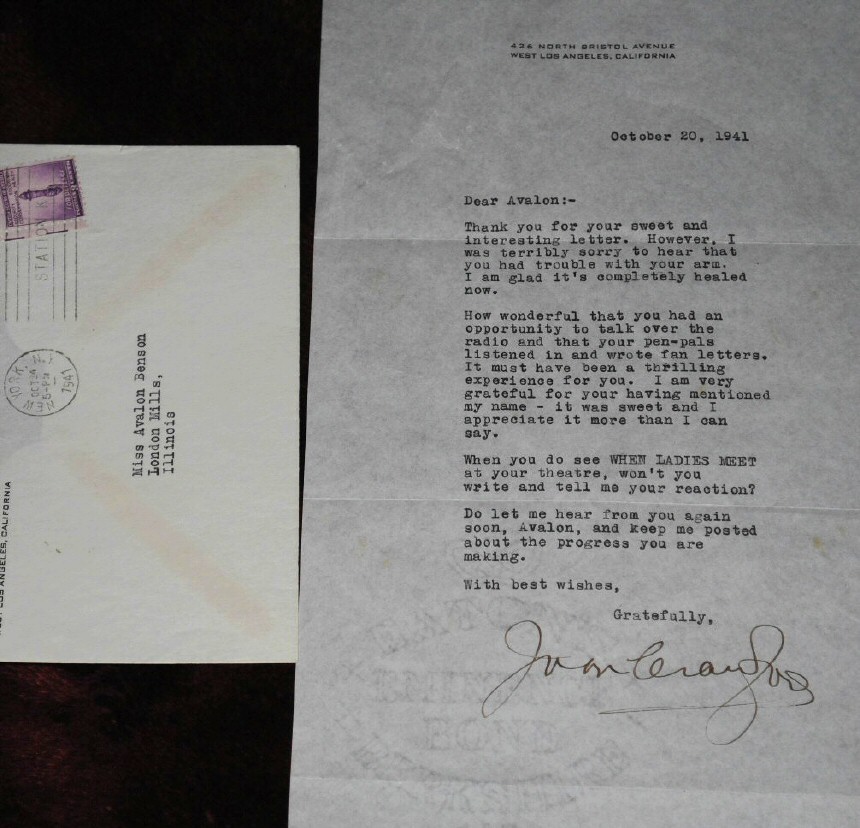 426 NORTH BRISTOL AVENUE
WEST LOS ANGELES, CALIFORNIA
October 20, 1941
Dear Avalon:-
Thank you for your sweet and
interesting letter. However, I
was terribly sorry to hear that
you had trouble with your arm.
I am glad it's completely healed
now.
How wonderful that you had an
opportunity to talk over the
radio and that your pen-pals
listened in and wrote fan letters.
It must have been a thrilling
experience for you. I am very
grateful for your having mentioned
my name - it was sweet and I
appreciate it more than I can
say.
When you do see WHEN LADIES MEET
at your theatre, won't you
write and tell me your reaction?
Do let me hear from you again
soon, Avalon, and keep me posted
about the progress you are
making.
With best wishes,
Gratefully,
Joan Crawford
Miss Avalon Benson
London Mills,
Illinois
STATION
OCT 24
5-PM
1941
WEST LOS ANGELES, CALIFORNIA